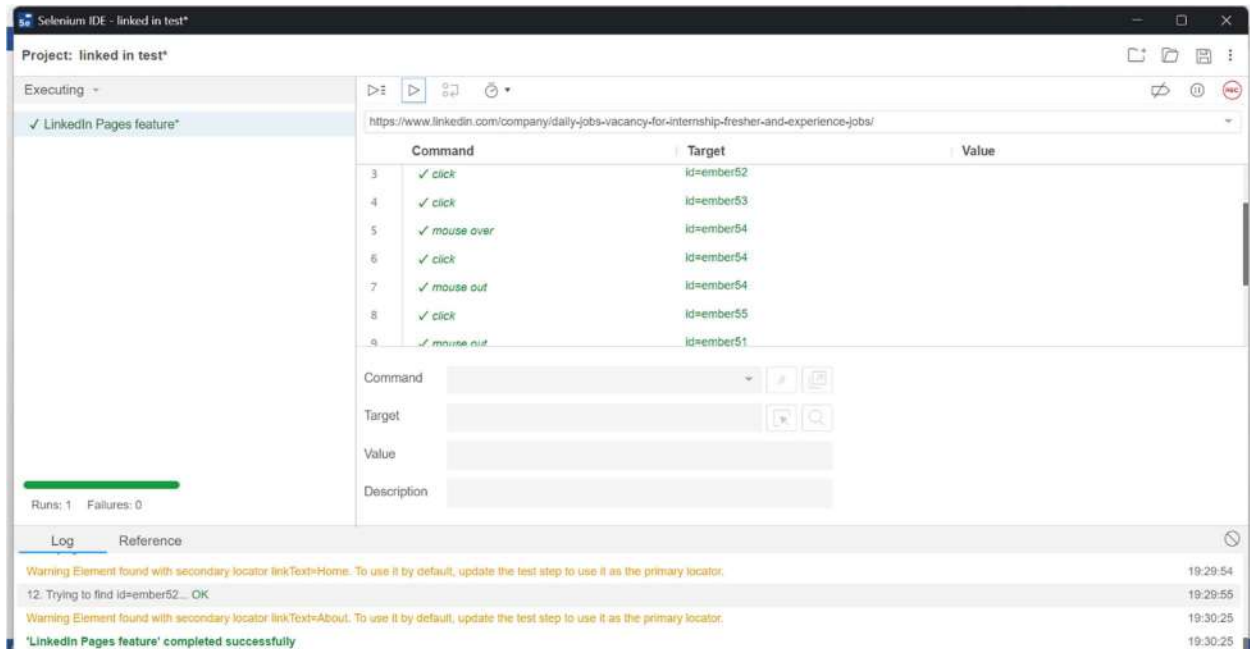 Selenium IDE - linked in test*
Project: linked in test*
Executing
✓ LinkedIn Pages feature*
https://www.linkedin.com/company/daily-jobs-vacancy-for-internship-fresher-and-experience-jobs/
Command Target Value
3 ✓ click id=ember52
4 ✓ click id=ember53
5 ✓ mouse over id=ember54
6 ✓ click id=ember54
7 ✓ mouse out id=ember54
8 ✓ click id=ember55
9 ✓ mouse out id=ember51
Command
Target
Value
Description
Runs: 1 Failures: 0
Log Reference
Warning Element found with secondary locator linkText=Home. To use it by default, update the test step to use it as the primary locator. 19:29:54
12. Trying to find id=ember52... OK 19:29:55
Warning Element found with secondary locator linkText=About. To use it by default, update the test step to use it as the primary locator. 19:30:25
'LinkedIn Pages feature' completed successfully 19:30:25